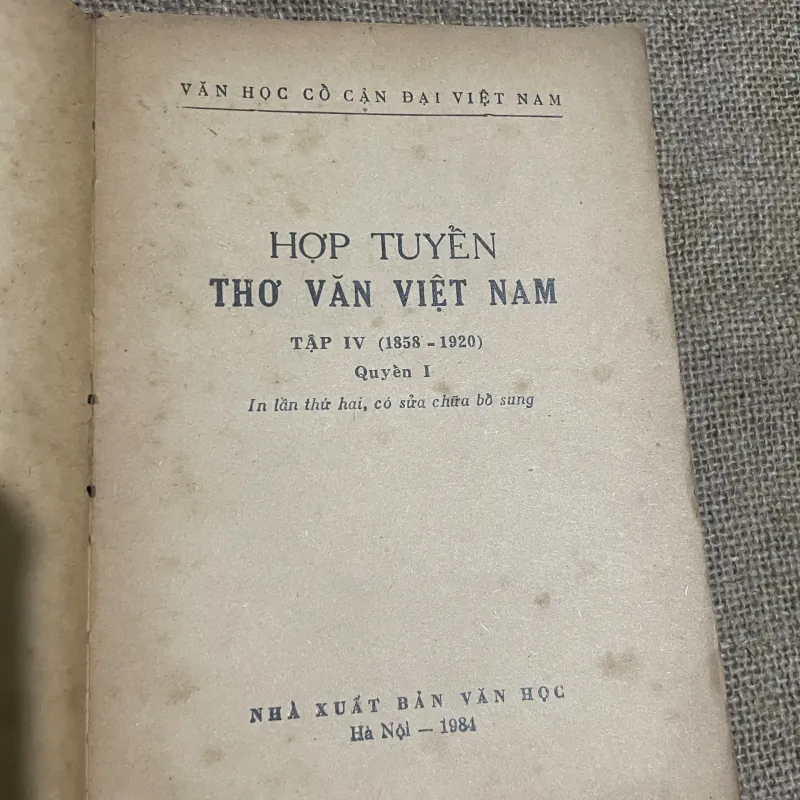 VĂN HỌC CỔ CẬN ĐẠI VIỆT NAM
HỢP TUYỂN
THƠ VĂN VIỆT NAM
TẬP IV (1858 - 1920)
Quyển I
In lần thứ hai, có sửa chữa bổ sung
NHÀ XUẤT BẢN VĂN HỌC
Hà Nội — 1984